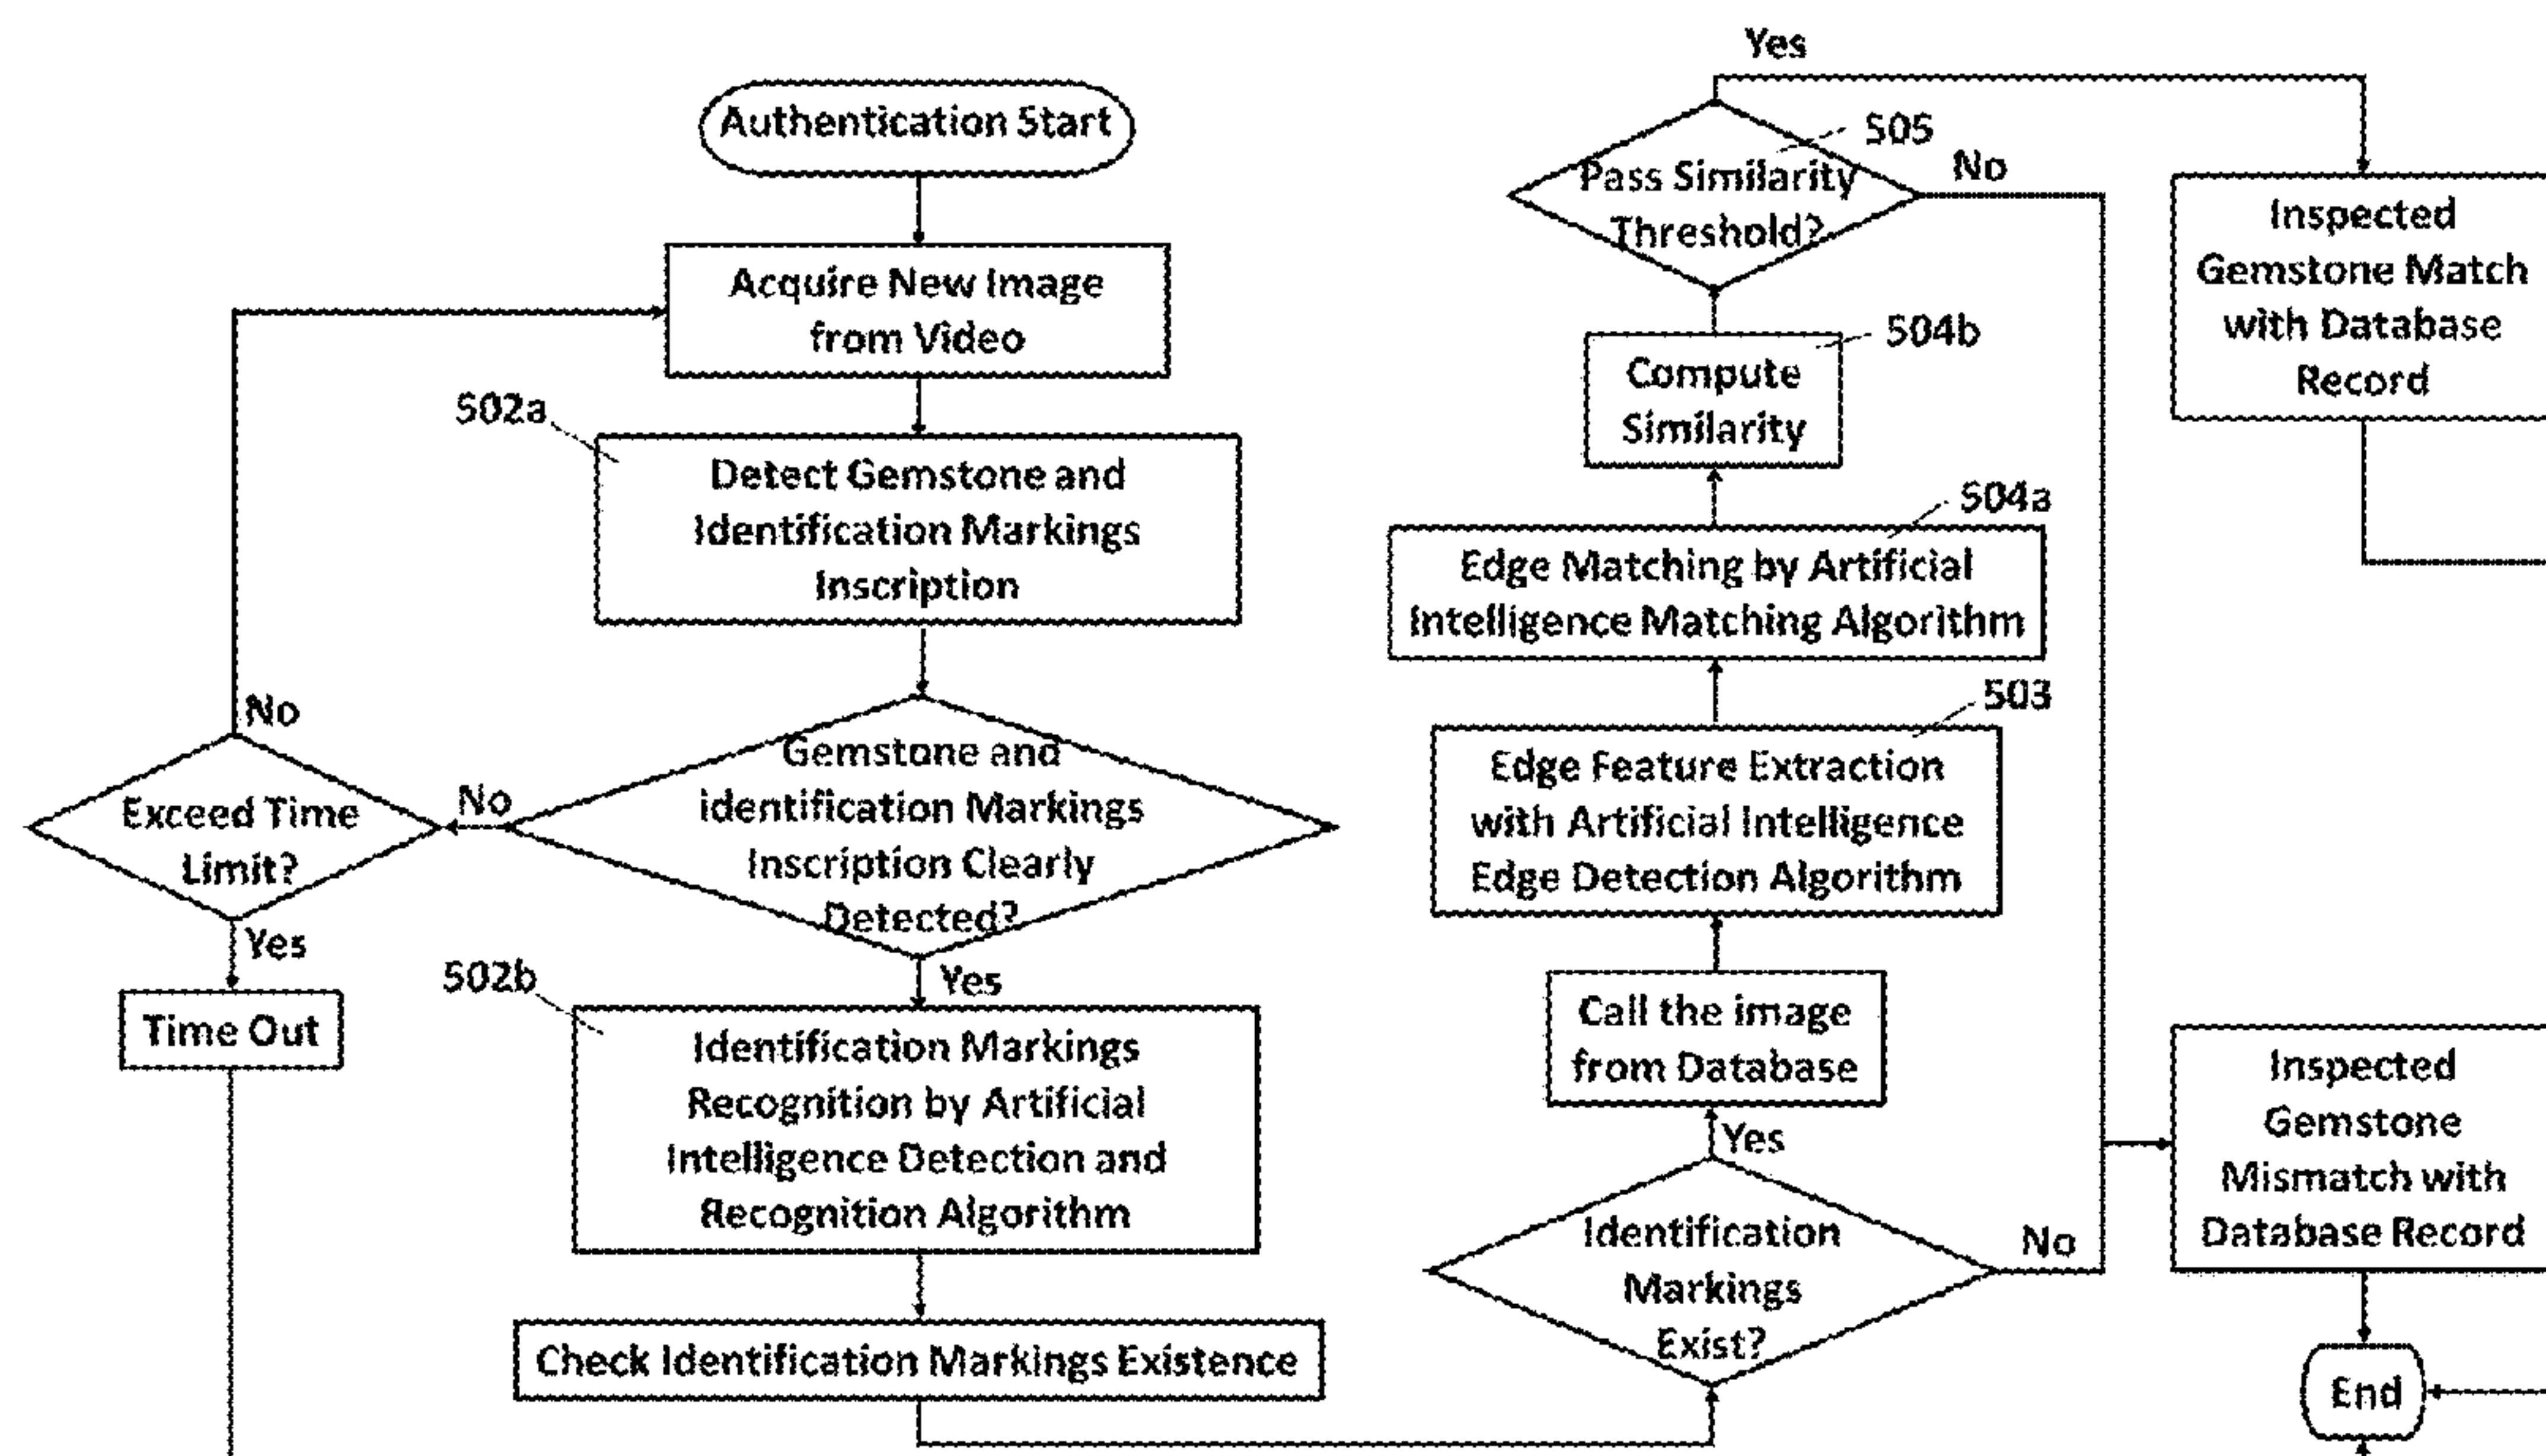 Authentication Start
Acquire New Image
from Video
502a
Detect Gemstone and
Identification Markings
Inscription
No
Exceed Time
Limit?
No
Gemstone and
identification Markings
Inscription Clearly
Detected?
Yes
Time Out
Yes
502b
Identification Markings
Recognition by Artificial
Intelligence Detection and
Recognition Algorithm
Check Identification Markings Existence
Yes
505
Pass Similarity
Threshold?
No
504b
Compute
Similarity
504a
Edge Matching by Artificial
Intelligence Matching Algorithm
503
Edge Feature Extraction
with Artificial Intelligence
Edge Detection Algorithm
Call the image
from Database
Yes
Identification
Markings
Exist?
No
Inspected
Gemstone Match
with Database
Record
Inspected
Gemstone
Mismatch with
Database Record
End